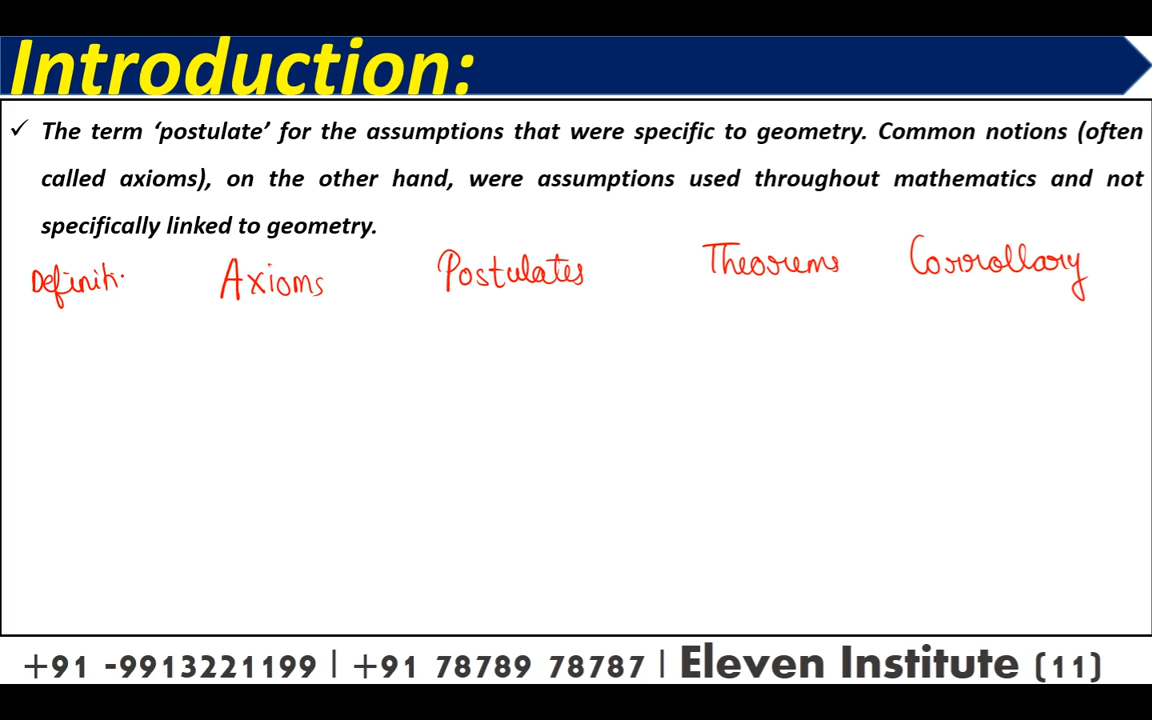 Introduction:
✓ The term ‘postulate’ for the assumptions that were specific to geometry. Common notions (often
called axioms), on the other hand, were assumptions used throughout mathematics and not
specifically linked to geometry.
Definiti. Axioms Postulates Theorems Corrollary
+91 -9913221199 | +91 78789 78787 | Eleven Institute (11)